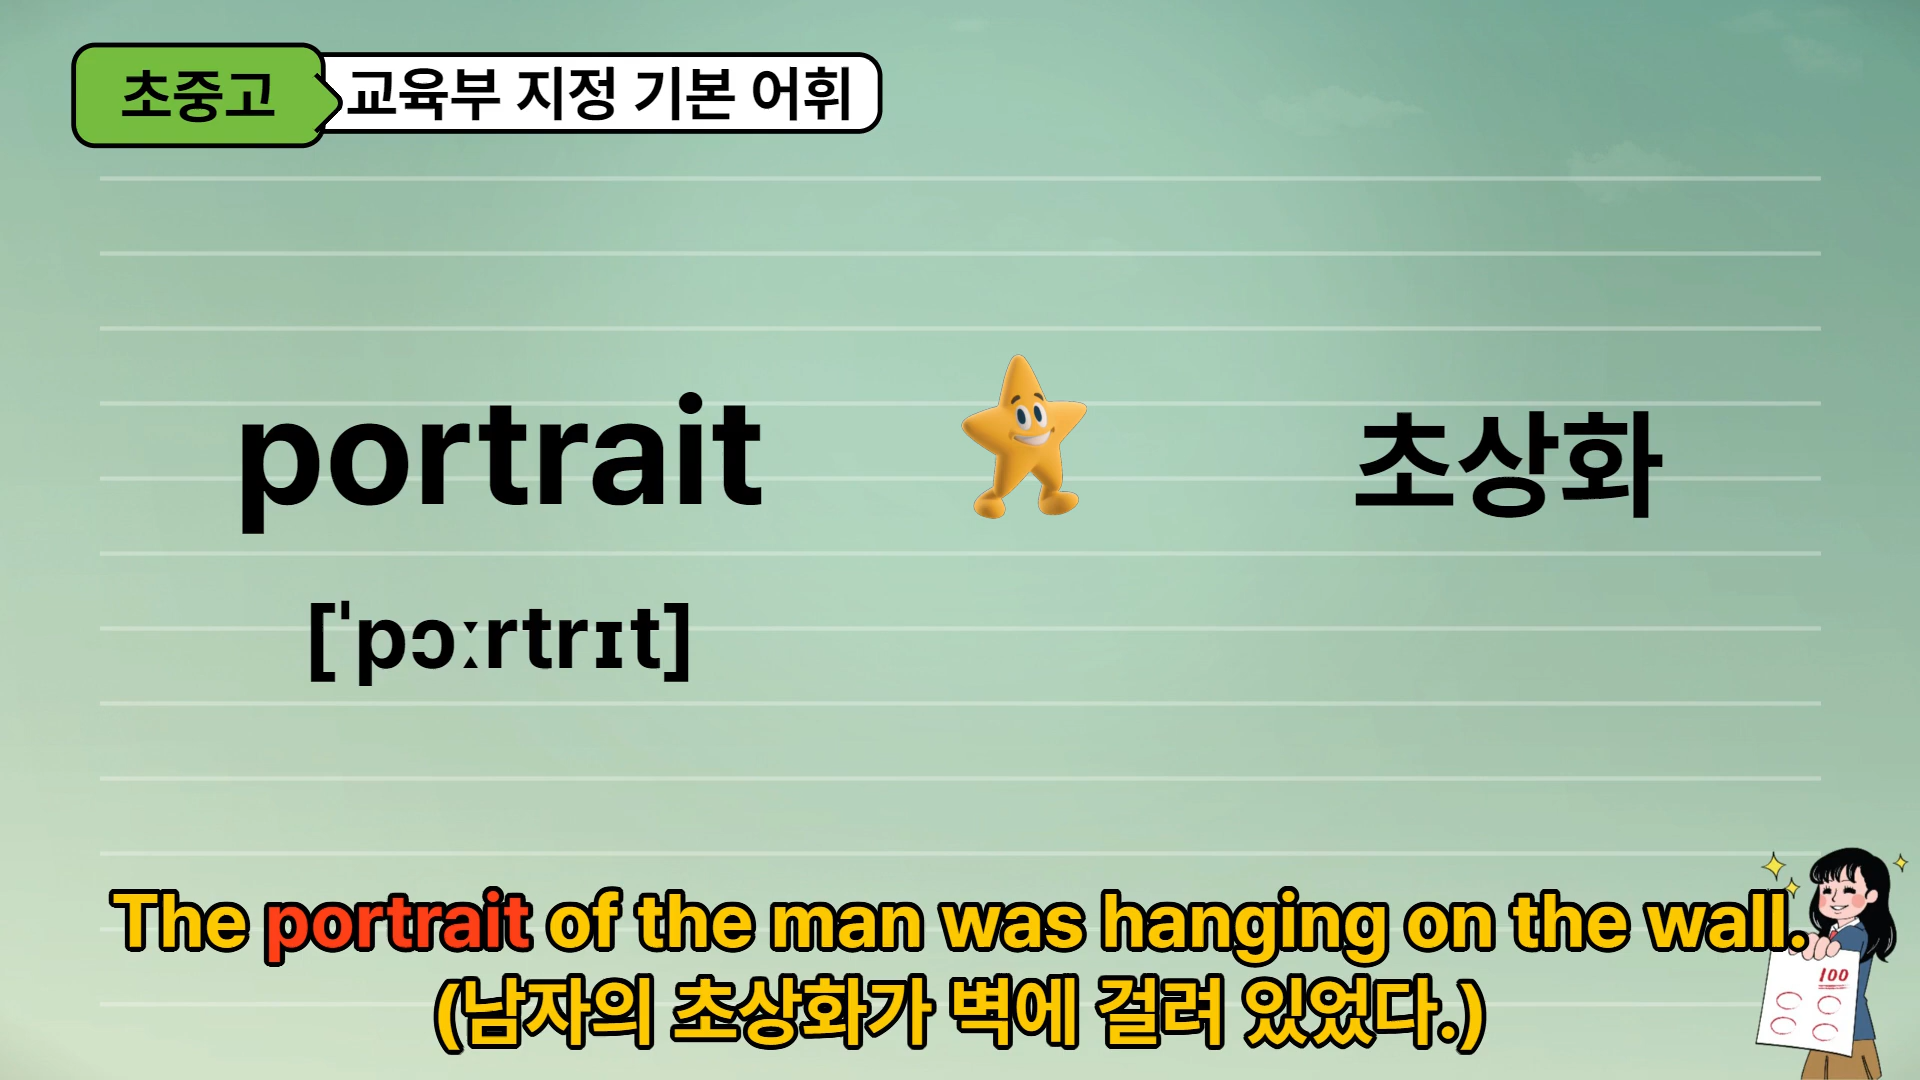 초중고 교육부 지정 기본 어휘
portrait 초상화
[ˈpɔːrtrɪt]
The portrait of the man was hanging on the wall.
(남자의 초상화가 벽에 걸려 있었다.)
100